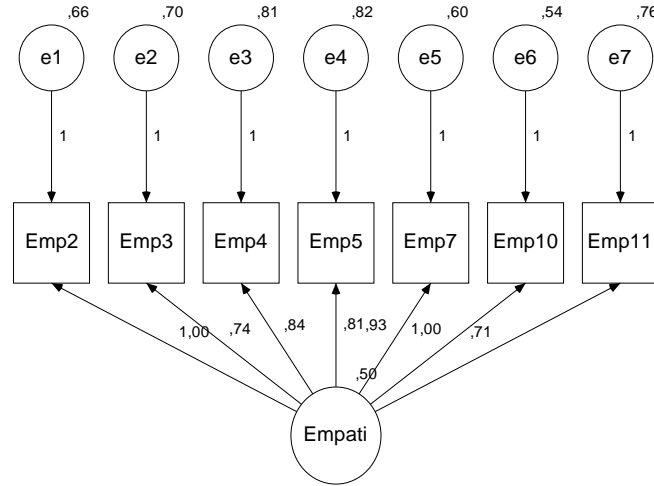 ,66 ,70 ,81 ,82 ,60 ,54 ,76
e1 e2 e3 e4 e5 e6 e7
1 1 1 1 1 1 1
Emp2 Emp3 Emp4 Emp5 Emp7 Emp10 Emp11
1,00 ,74 ,84 ,81 ,93 1,00 ,71
,50
Empati